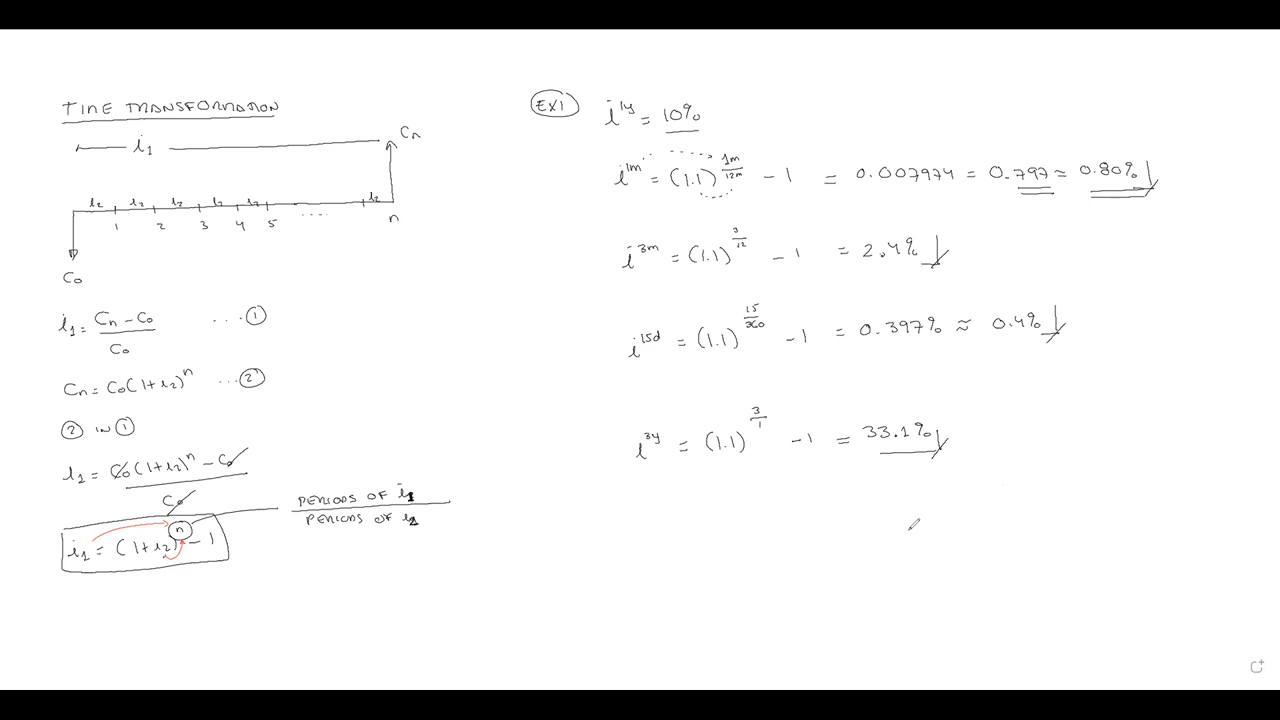 TIME TRANSFORMATION
i₁
Cn
i₂ i₂ i₂ i₂ i₂ i₂
1 2 3 4 5 .... n
C₀
i₁ = (Cn - C₀) / C₀ ....①
Cn = C₀(1+i₂)ⁿ ...②
② IN ①
i₁ = (C₀(1+i₂)ⁿ - C₀) / C₀
i₁ = (1+i₂)ⁿ - 1
PERIODS OF i₁
PERIODS OF i₂
EX1
i^1y = 10%
i^1m = (1.1)^(1m/12m) - 1 = 0.007974 = 0.797 ≈ 0.80%
i^3m = (1.1)^(3/12) - 1 = 2.4%
i^15d = (1.1)^(15/360) - 1 = 0.397% ≈ 0.4%
i^3y = (1.1)^(3/1) - 1 = 33.1%